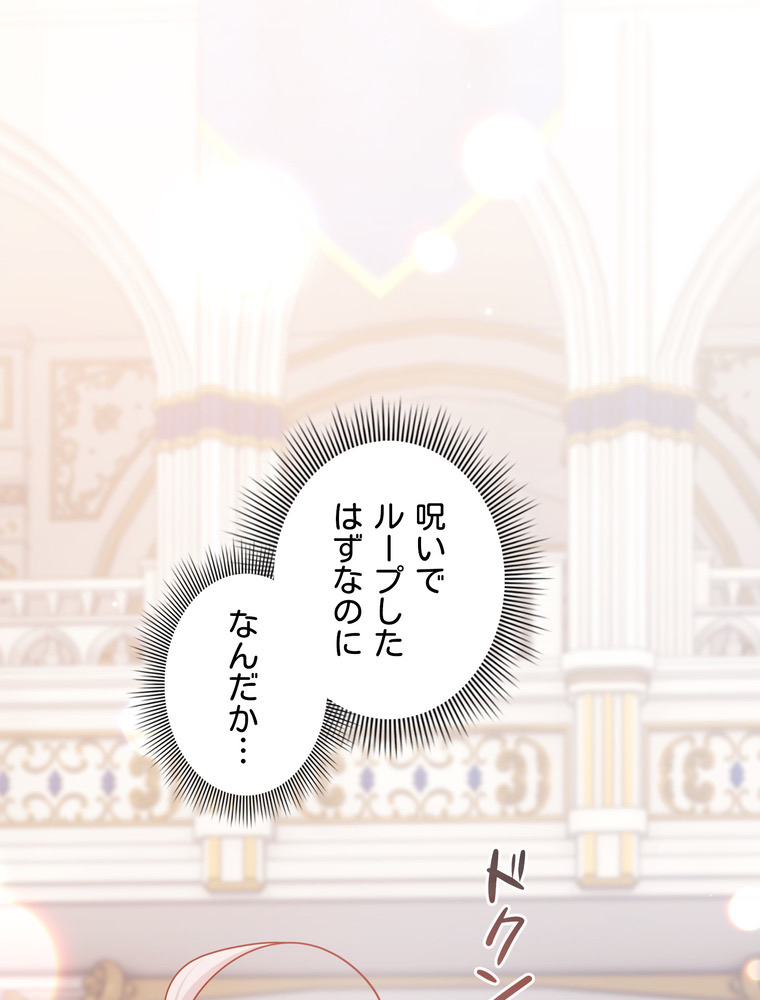 呪いで
ループした
はずなのに
なんだか…
ドクン